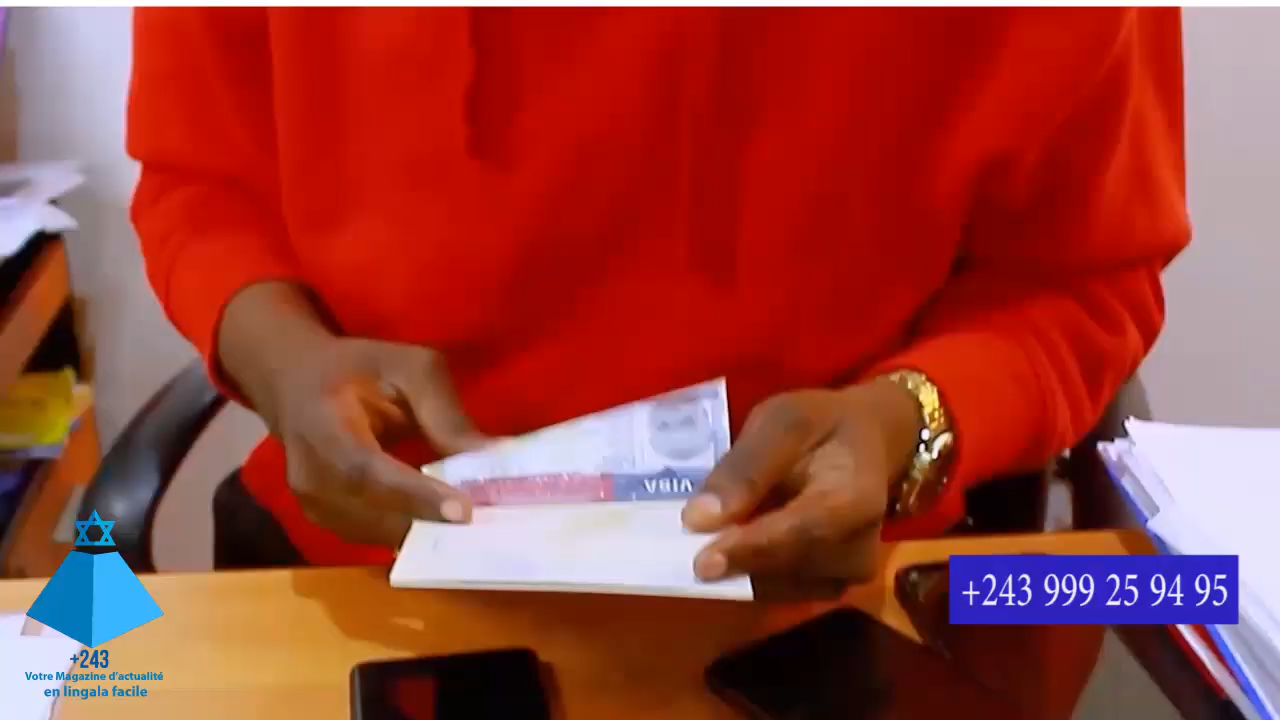 VISA
+243 999 25 94 95
+243
Votre Magazine d'actualité
en lingala facile